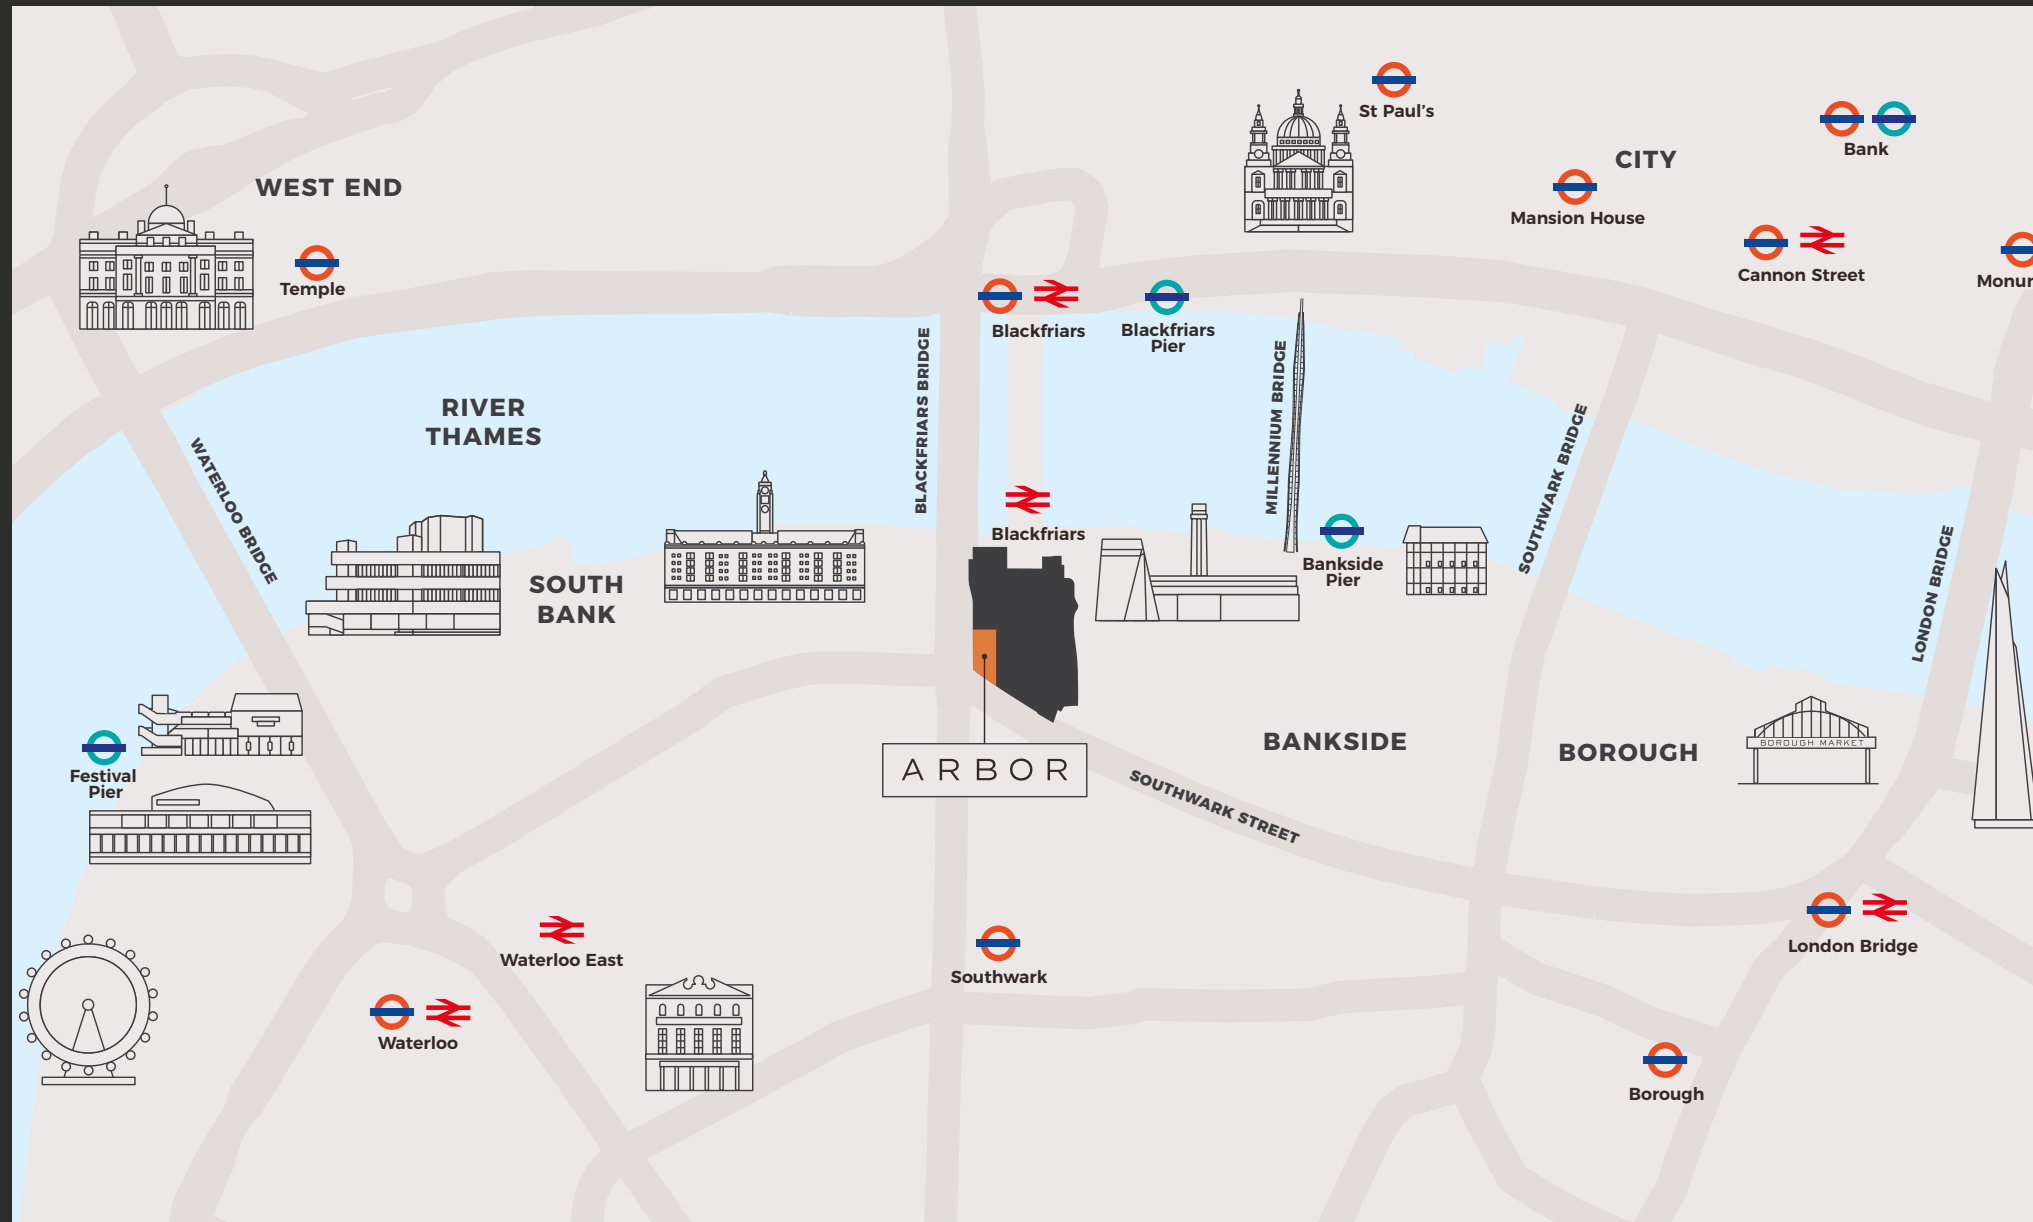 St Paul's
Bank
CITY
WEST END
Mansion House
Temple
Cannon Street
Blackfriars
Blackfriars
Pier
RIVER
THAMES
BLACKFRIARS BRIDGE
MILLENNIUM BRIDGE
WATERLOO BRIDGE
SOUTHWARK BRIDGE
Blackfriars
Bankside
Pier
SOUTH
BANK
LONDON BRIDGE
BANKSIDE
BOROUGH
BOROUGH MARKET
Festival
Pier
ARBOR
SOUTHWARK STREET
London Bridge
Waterloo East
Southwark
Waterloo
Borough